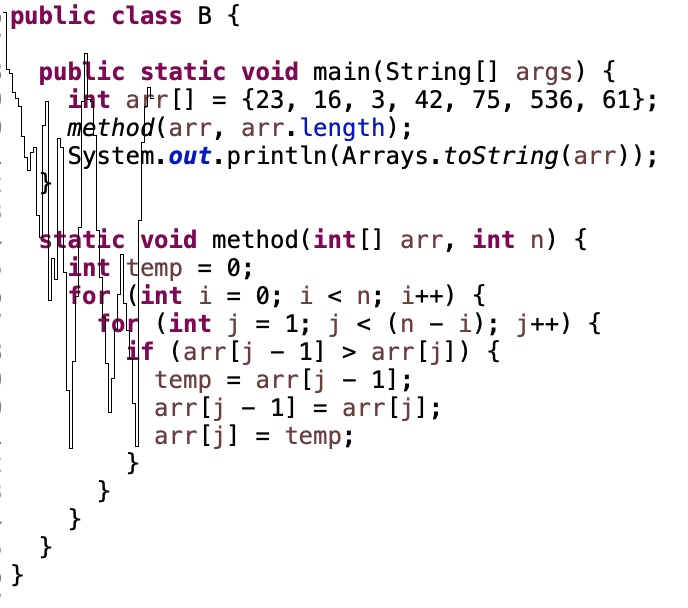 public class B {
public static void main(String[] args) {
int arr[] = {23, 16, 3, 42, 75, 536, 61};
method(arr, arr.length);
System.out.println(Arrays.toString(arr));
}
static void method(int[] arr, int n) {
int temp = 0;
for (int i = 0; i < n; i++) {
for (int j = 1; j < (n - i); j++) {
if (arr[j - 1] > arr[j]) {
temp = arr[j - 1];
arr[j - 1] = arr[j];
arr[j] = temp;
}
}
}
}
}